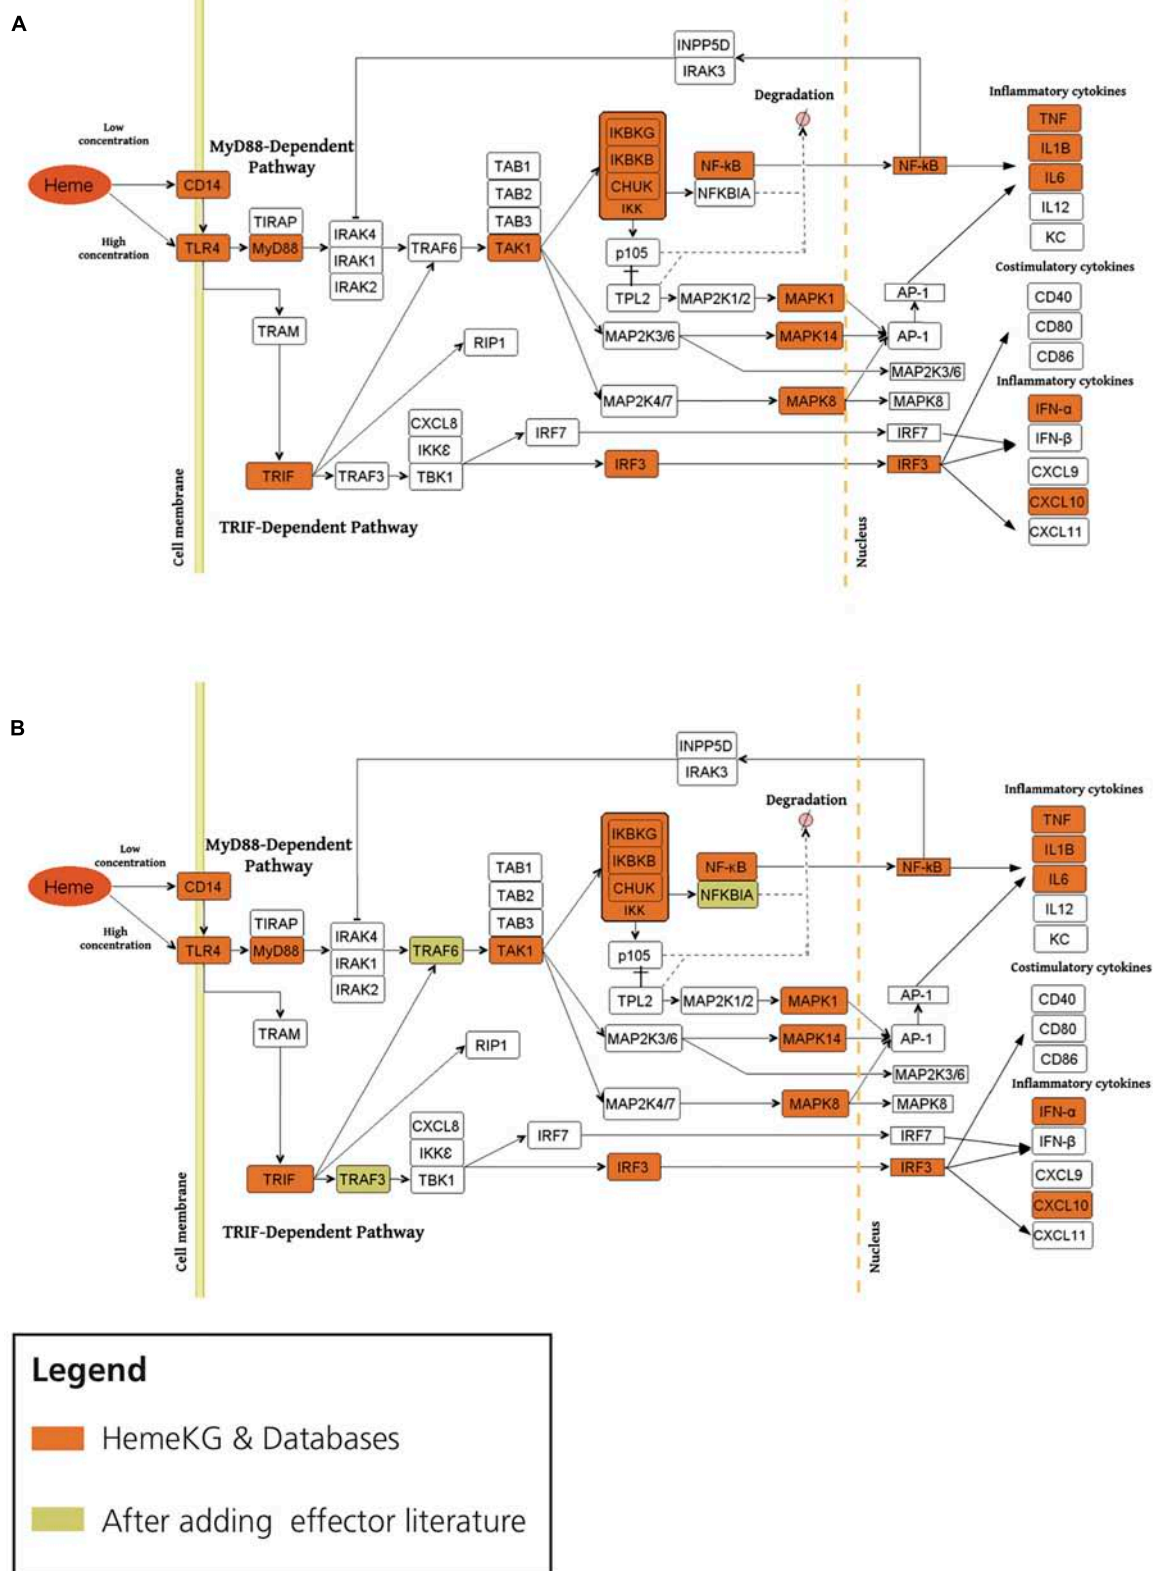 A
INPP5D
IRAK3
Degradation
Inflammatory cytokines
TNF
IL1B
IL6
IL12
KC
Low
concentration
MyD88-Dependent
Pathway
Heme
CD14
High
concentration
TLR4
TIRAP
MyD88
IRAK4
IRAK1
IRAK2
TRAF6
TAB1
TAB2
TAB3
TAK1
IKBKG
IKBKB
CHUK
IKK
NF-kB
NFKBIA
NF-kB
p105
TPL2
MAP2K1/2
MAPK1
AP-1
Costimulatory cytokines
CD40
CD80
CD86
TRAM
RIP1
MAP2K3/6
MAPK14
AP-1
MAP2K3/6
MAP2K4/7
MAPK8
MAPK8
Inflammatory cytokines
IFN-α
IFN-β
CXCL9
CXCL10
CXCL11
CXCL8
IKKε
TBK1
IRF7
IRF7
TRIF
TRAF3
IRF3
IRF3
TRIF-Dependent Pathway
Cell membrane
Nucleus
B
INPP5D
IRAK3
Degradation
Inflammatory cytokines
TNF
IL1B
IL6
IL12
KC
Low
concentration
MyD88-Dependent
Pathway
Heme
CD14
High
concentration
TLR4
TIRAP
MyD88
IRAK4
IRAK1
IRAK2
TRAF6
TAB1
TAB2
TAB3
TAK1
IKBKG
IKBKB
CHUK
IKK
NF-κB
NFKBIA
NF-kB
p105
TPL2
MAP2K1/2
MAPK1
AP-1
Costimulatory cytokines
CD40
CD80
CD86
TRAM
RIP1
MAP2K3/6
MAPK14
AP-1
MAP2K3/6
MAP2K4/7
MAPK8
MAPK8
Inflammatory cytokines
IFN-α
IFN-β
CXCL9
CXCL10
CXCL11
CXCL8
IKKε
TBK1
IRF7
IRF7
TRIF
TRAF3
IRF3
IRF3
TRIF-Dependent Pathway
Cell membrane
Nucleus
Legend
HemeKG & Databases
After adding effector literature